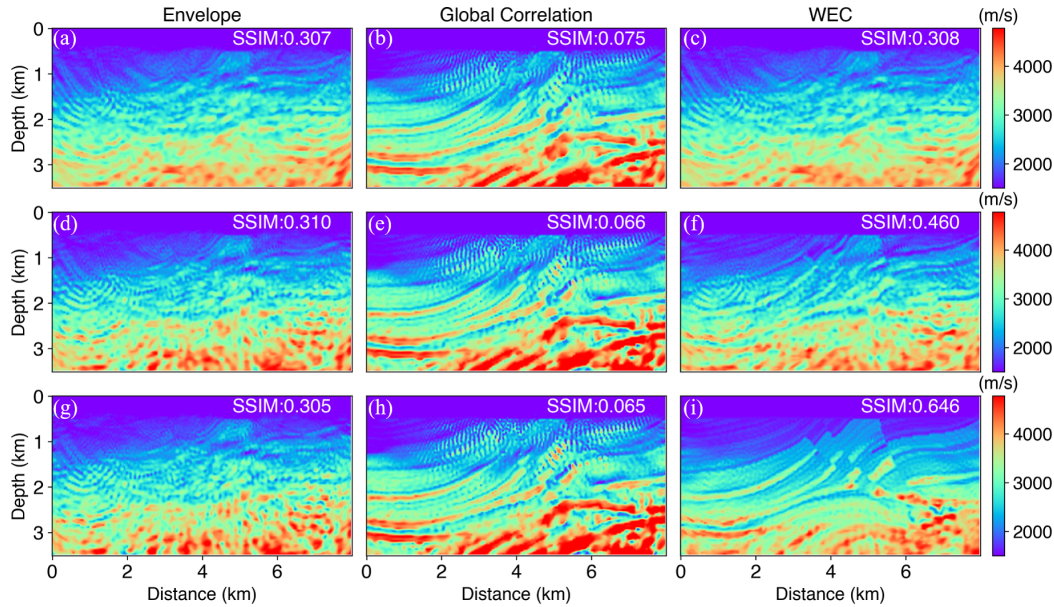 Envelope Global Correlation WEC (m/s)
0 (a) SSIM:0.307 (b) SSIM:0.075 (c) SSIM:0.308
4000
1
Depth (km)
3000
2
2000
3
(m/s)
0 (d) SSIM:0.310 (e) SSIM:0.066 (f) SSIM:0.460
4000
1
Depth (km)
3000
2
2000
3
(m/s)
0 (g) SSIM:0.305 (h) SSIM:0.065 (i) SSIM:0.646
4000
1
Depth (km)
3000
2
2000
3
0 2 4 6 0 2 4 6 0 2 4 6
Distance (km) Distance (km) Distance (km)